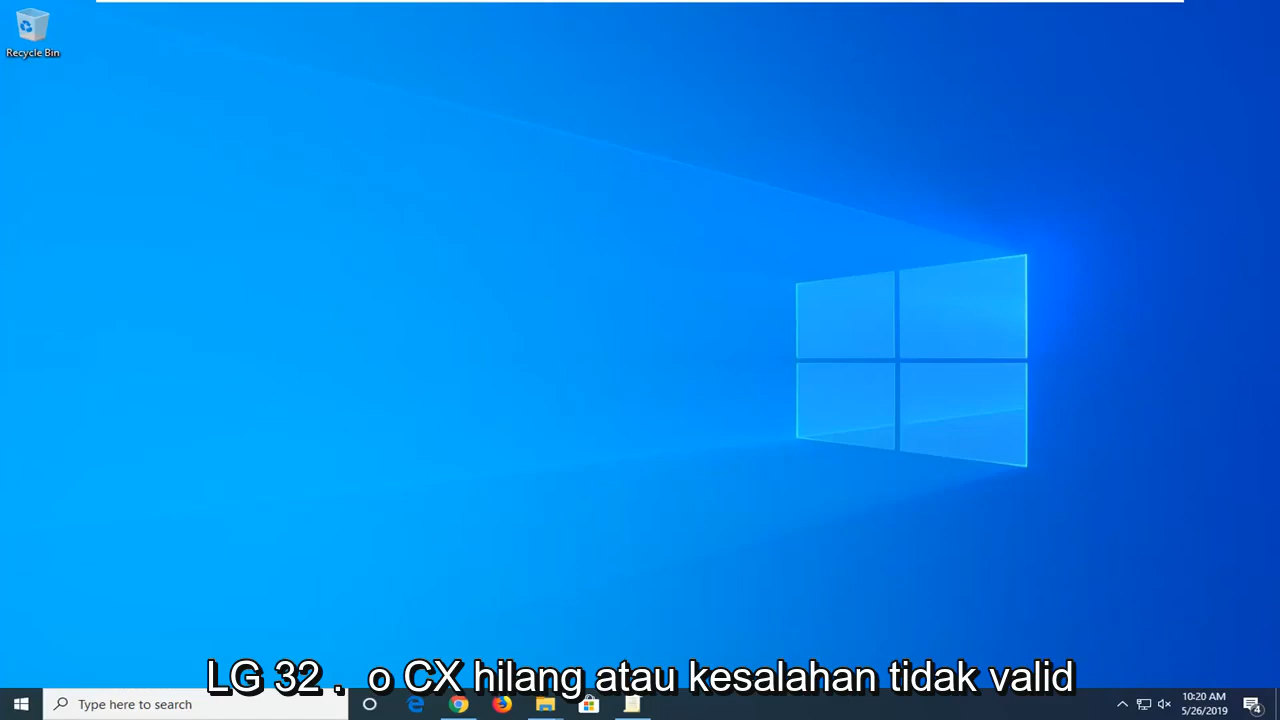 Recycle Bin
LG 32 . o CX hilang atau kesalahan tidak valid
Type here to search
10:20 AM
5/26/2019
4